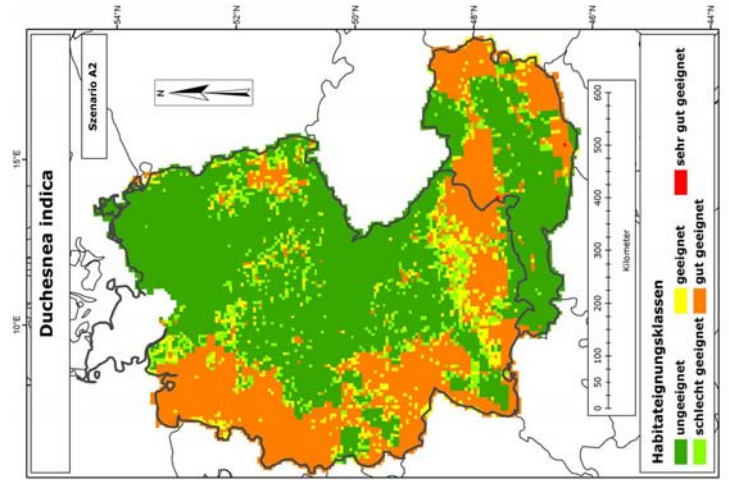 Duchesnea indica
Szenario A2
N
10°E
15°E
54°N
52°N
50°N
48°N
46°N
44°N
0
50
100
200
300
400
500
600
Kilometer
Habitateignungsklassen
ungeeignet
schlecht geeignet
geeignet
gut geeignet
sehr gut geeignet